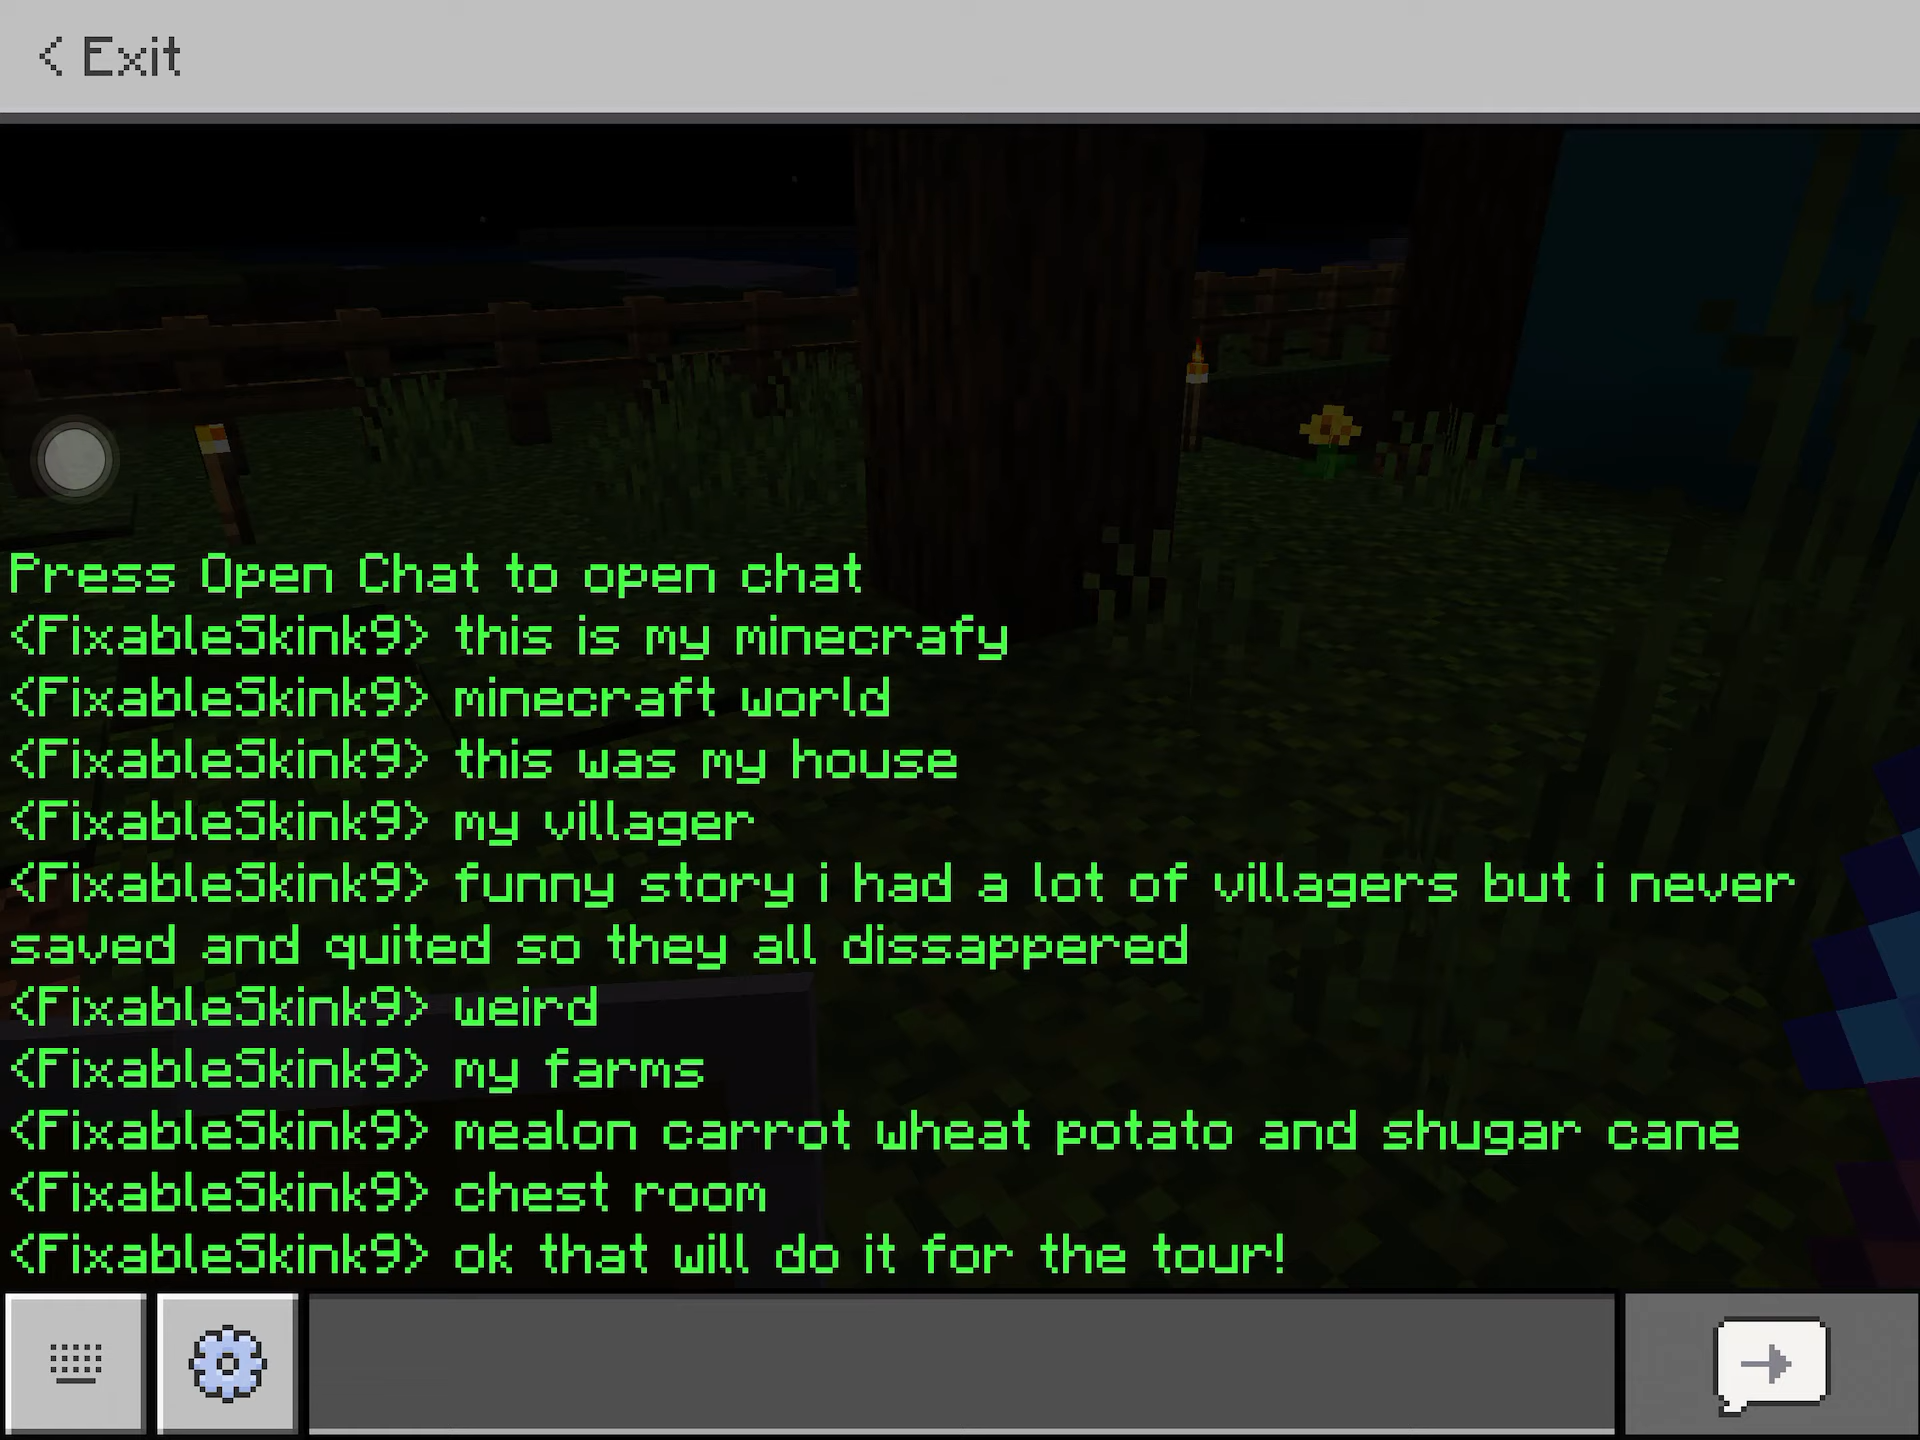 < Exit
Press Open Chat to open chat
<FixableSkink9> this is my minecrafy
<FixableSkink9> minecraft world
<FixableSkink9> this was my house
<FixableSkink9> my villager
<FixableSkink9> funny story i had a lot of villagers but i never
saved and quited so they all dissappered
<FixableSkink9> weird
<FixableSkink9> my farms
<FixableSkink9> mealon carrot wheat potato and shugar cane
<FixableSkink9> chest room
<FixableSkink9> ok that will do it for the tour!